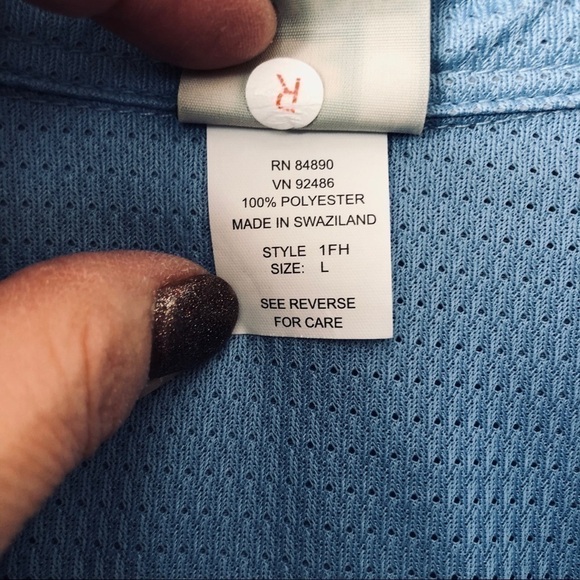 R
RN 84890
VN 92486
100% POLYESTER
MADE IN SWAZILAND
STYLE 1FH
SIZE: L
SEE REVERSE
FOR CARE